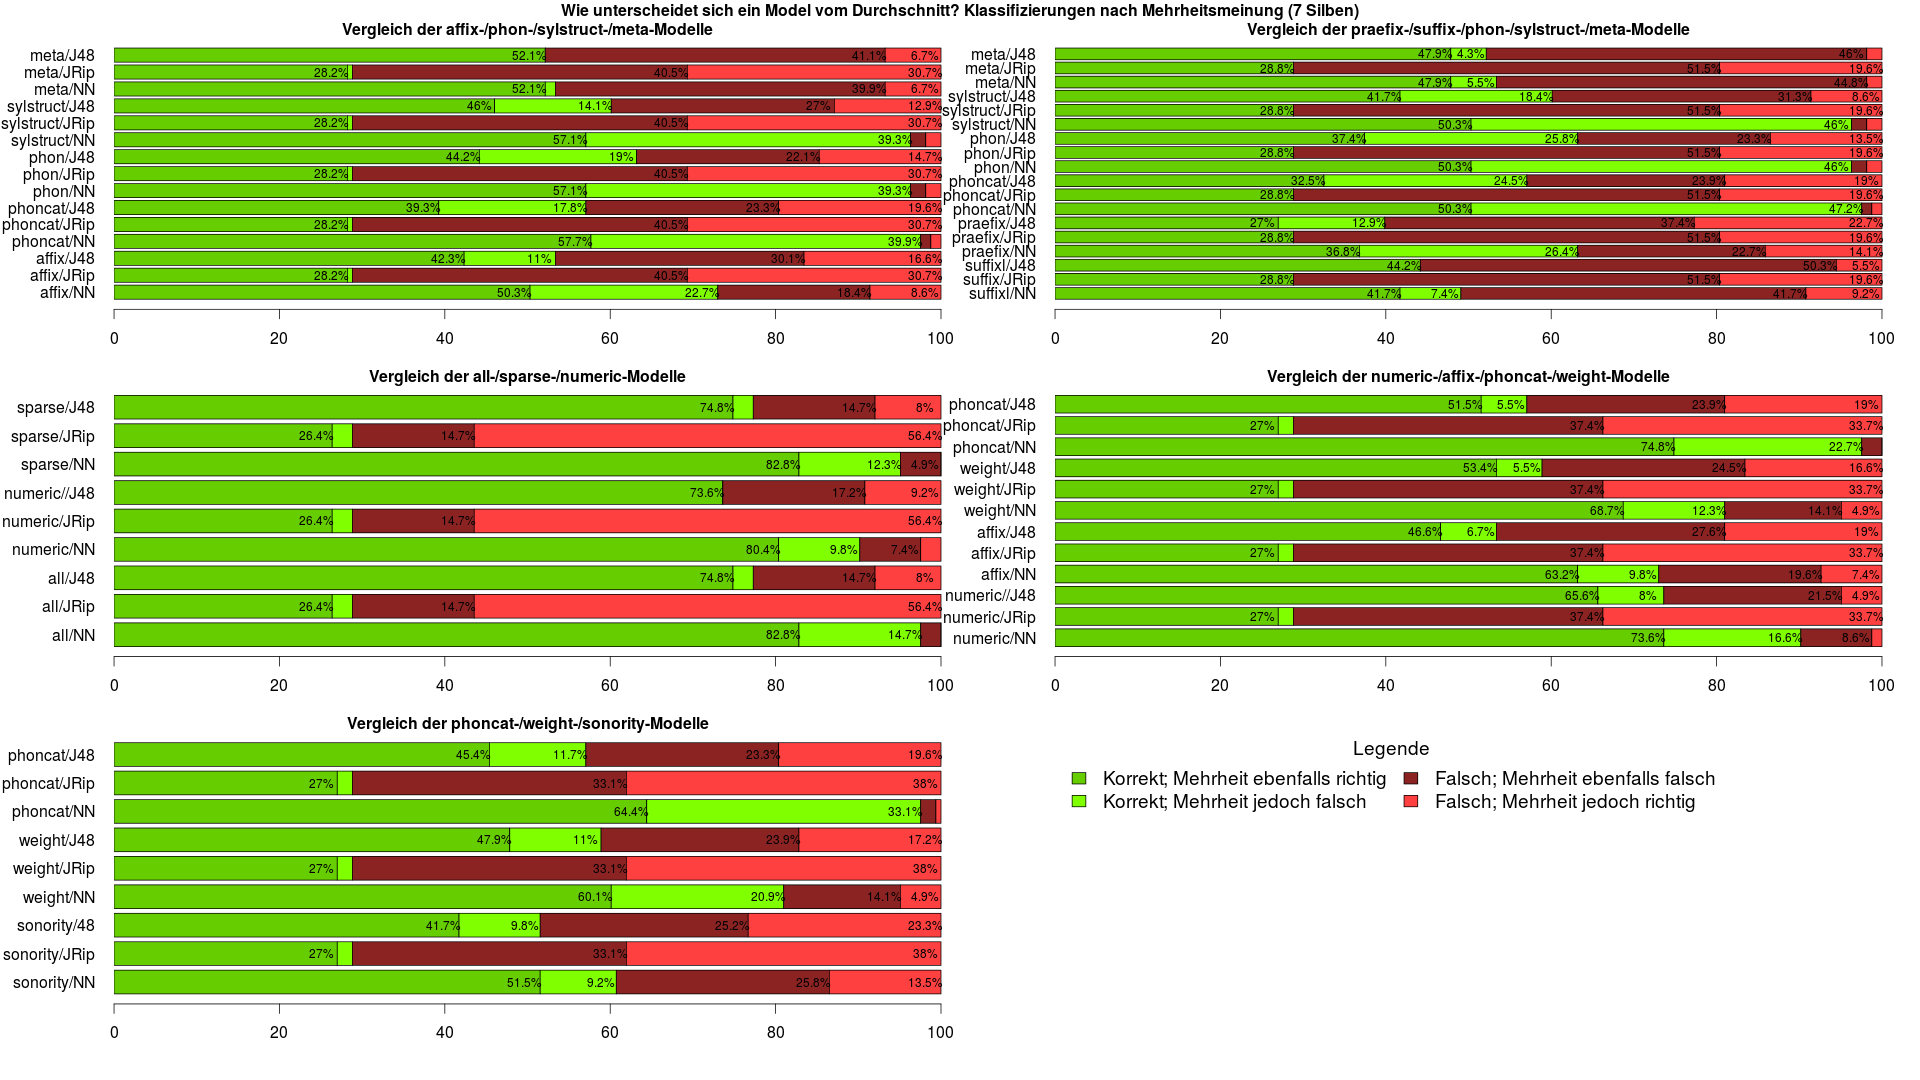 Wie unterscheidet sich ein Model vom Durchschnitt? Klassifizierungen nach Mehrheitsmeinung (7 Silben)
Vergleich der affix-/phon-/sylstruct-/meta-Modelle
meta/J48 52.1% 41.1% 6.7%
meta/JRip 28.2% 40.5% 30.7%
meta/NN 52.1% 39.9% 6.7%
sylstruct/J48 46% 14.1% 27% 12.9%
sylstruct/JRip 28.2% 40.5% 30.7%
sylstruct/NN 57.1% 39.3%
phon/J48 44.2% 19% 22.1% 14.7%
phon/JRip 28.2% 40.5% 30.7%
phon/NN 57.1% 39.3%
phoncat/J48 39.3% 17.8% 23.3% 19.6%
phoncat/JRip 28.2% 40.5% 30.7%
phoncat/NN 57.7% 39.9%
affix/J48 42.3% 11% 30.1% 16.6%
affix/JRip 28.2% 40.5% 30.7%
affix/NN 50.3% 22.7% 18.4% 8.6%
0 20 40 60 80 100
Vergleich der praefix-/suffix-/phon-/sylstruct-/meta-Modelle
meta/J48 47.9% 4.3% 46%
meta/JRip 28.8% 51.5% 19.6%
meta/NN 47.9% 5.5% 44.8%
sylstruct/J48 41.7% 18.4% 31.3% 8.6%
sylstruct/JRip 28.8% 51.5% 19.6%
sylstruct/NN 50.3% 46%
phon/J48 37.4% 25.8% 23.3% 13.5%
phon/JRip 28.8% 51.5% 19.6%
phon/NN 50.3% 46%
phoncat/J48 32.5% 24.5% 23.9% 19%
phoncat/JRip 28.8% 51.5% 19.6%
phoncat/NN 50.3% 47.2%
praefix/J48 27% 12.9% 37.4% 22.7%
praefix/JRip 28.8% 51.5% 19.6%
praefix/NN 36.8% 26.4% 22.7% 14.1%
suffixl/J48 44.2% 50.3% 5.5%
suffix/JRip 28.8% 51.5% 19.6%
suffixl/NN 41.7% 7.4% 41.7% 9.2%
0 20 40 60 80 100
Vergleich der all-/sparse-/numeric-Modelle
sparse/J48 74.8% 14.7% 8%
sparse/JRip 26.4% 14.7% 56.4%
sparse/NN 82.8% 12.3% 4.9%
numeric//J48 73.6% 17.2% 9.2%
numeric/JRip 26.4% 14.7% 56.4%
numeric/NN 80.4% 9.8% 7.4%
all/J48 74.8% 14.7% 8%
all/JRip 26.4% 14.7% 56.4%
all/NN 82.8% 14.7%
0 20 40 60 80 100
Vergleich der numeric-/affix-/phoncat-/weight-Modelle
phoncat/J48 51.5% 5.5% 23.9% 19%
phoncat/JRip 27% 37.4% 33.7%
phoncat/NN 74.8% 22.7%
weight/J48 53.4% 5.5% 24.5% 16.6%
weight/JRip 27% 37.4% 33.7%
weight/NN 68.7% 12.3% 14.1% 4.9%
affix/J48 46.6% 6.7% 27.6% 19%
affix/JRip 27% 37.4% 33.7%
affix/NN 63.2% 9.8% 19.6% 7.4%
numeric//J48 65.6% 8% 21.5% 4.9%
numeric/JRip 27% 37.4% 33.7%
numeric/NN 73.6% 16.6% 8.6%
0 20 40 60 80 100
Vergleich der phoncat-/weight-/sonority-Modelle
phoncat/J48 45.4% 11.7% 23.3% 19.6%
phoncat/JRip 27% 33.1% 38%
phoncat/NN 64.4% 33.1%
weight/J48 47.9% 11% 23.9% 17.2%
weight/JRip 27% 33.1% 38%
weight/NN 60.1% 20.9% 14.1% 4.9%
sonority/48 41.7% 9.8% 25.2% 23.3%
sonority/JRip 27% 33.1% 38%
sonority/NN 51.5% 9.2% 25.8% 13.5%
0 20 40 60 80 100
Legende
Korrekt; Mehrheit ebenfalls richtig Falsch; Mehrheit ebenfalls falsch
Korrekt; Mehrheit jedoch falsch Falsch; Mehrheit jedoch richtig